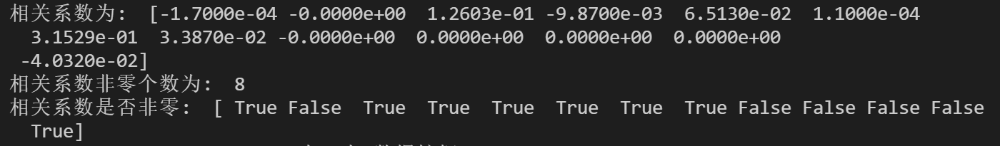 相关系数为: [-1.7000e-04 -0.0000e+00  1.2603e-01 -9.8700e-03  6.5130e-02  1.1000e-04
  3.1529e-01  3.3870e-02 -0.0000e+00  0.0000e+00  0.0000e+00  0.0000e+00
 -4.0320e-02]
相关系数非零个数为: 8
相关系数是否非零: [ True False  True  True  True  True  True  True False False False False
  True]